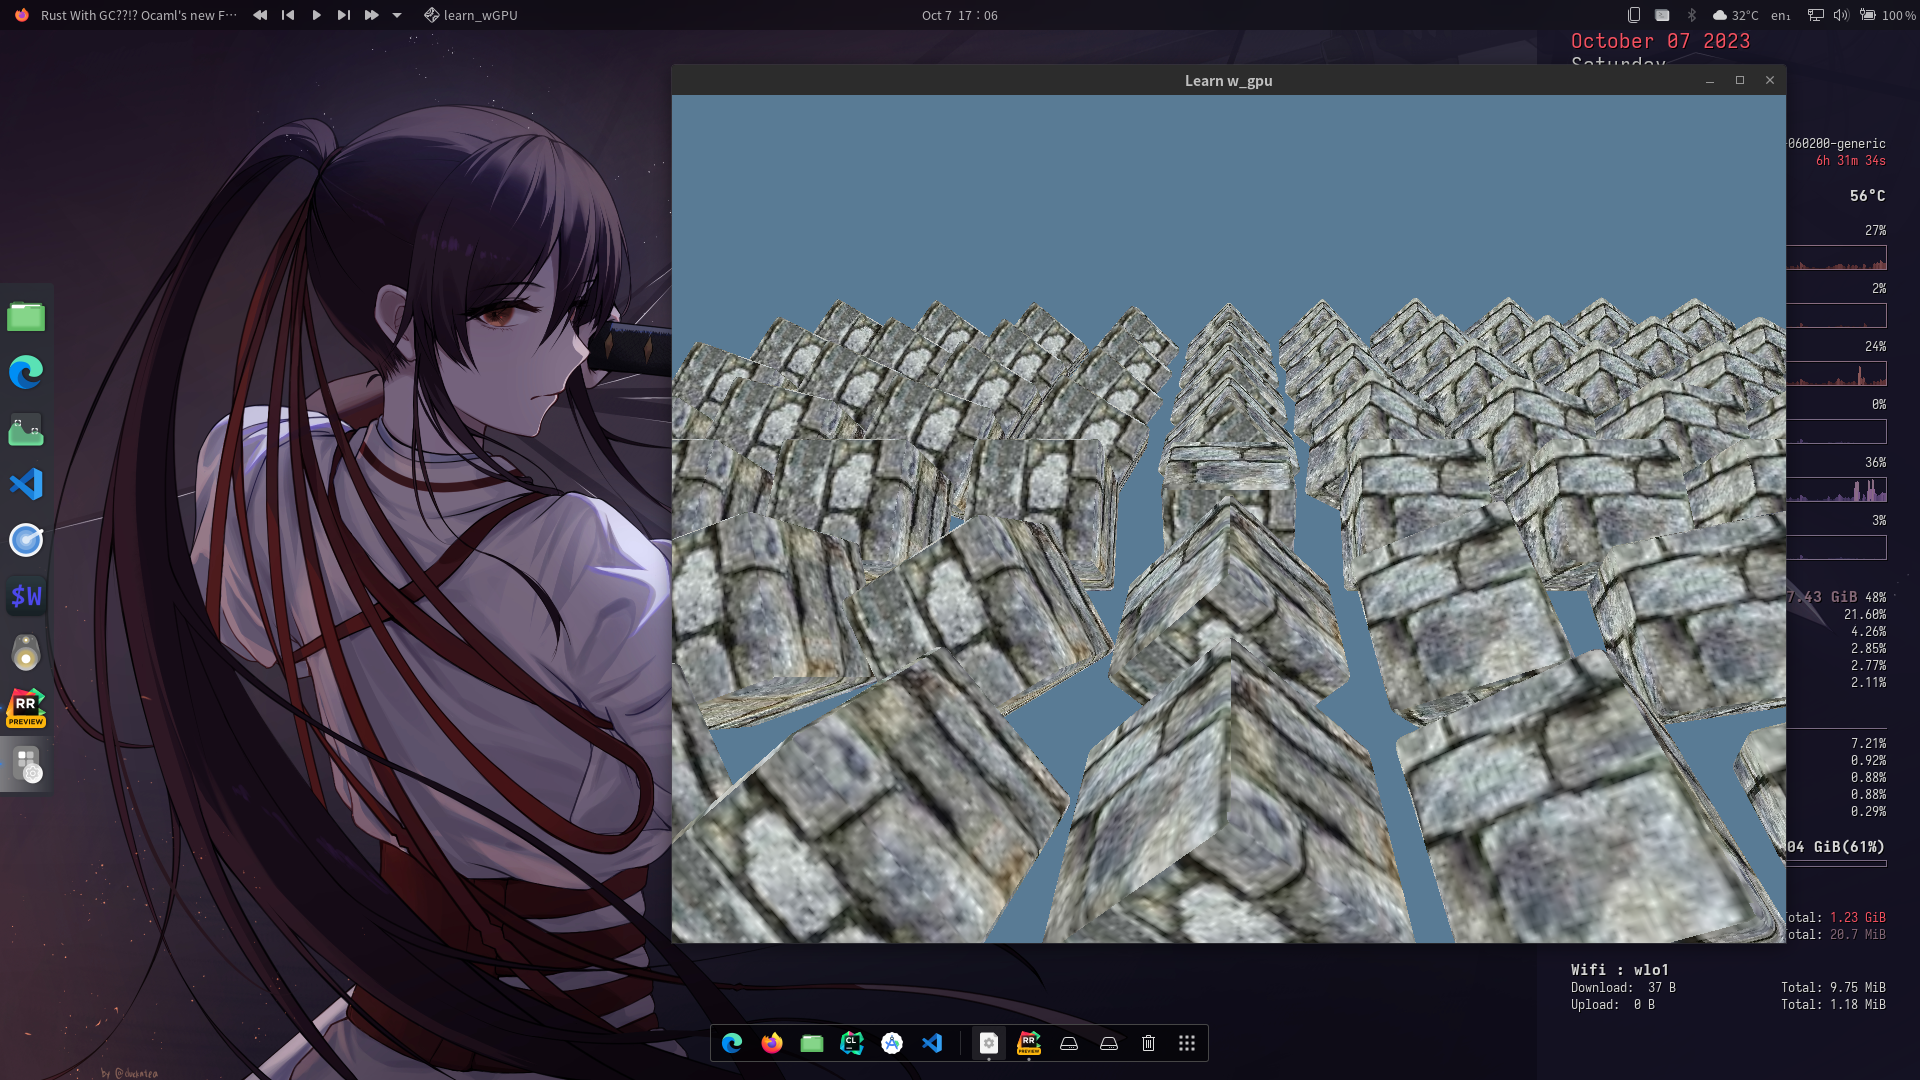 Rust With GC??!? Ocaml's new F…
learn_wGPU
Oct 7 17:06
32°C
en₁
100 %
October 07 2023
Saturday
Learn w_gpu
060200-generic
6h 31m 34s
56°C
27%
2%
24%
0%
36%
3%
7.43 GiB 48%
21.60%
4.26%
2.85%
2.77%
2.11%
7.21%
0.92%
0.88%
0.88%
0.29%
04 GiB(61%)
otal: 1.23 GiB
otal: 20.7 MiB
Wifi : wlo1
Download: 37 B Total: 9.75 MiB
Upload: 0 B Total: 1.18 MiB
$W
RR
PREVIEW
CL
RR
PREVIEW
by